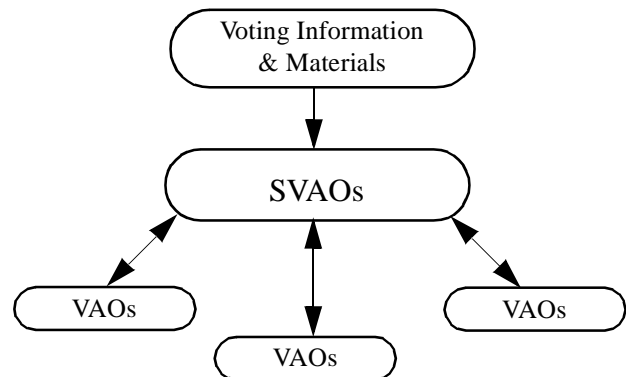 Voting Information
& Materials
SVAOs
VAOs
VAOs
VAOs